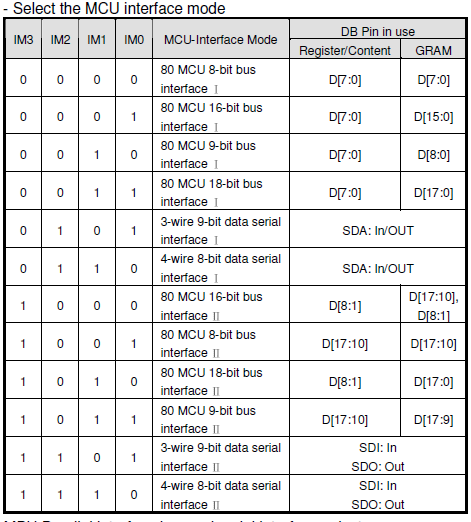 - Select the MCU interface mode
IM3 IM2 IM1 IM0 MCU-Interface Mode DB Pin in use
Register/Content GRAM
0 0 0 0 80 MCU 8-bit bus interface Ⅰ D[7:0] D[7:0]
0 0 0 1 80 MCU 16-bit bus interface Ⅰ D[7:0] D[15:0]
0 0 1 0 80 MCU 9-bit bus interface Ⅰ D[7:0] D[8:0]
0 0 1 1 80 MCU 18-bit bus interface Ⅰ D[7:0] D[17:0]
0 1 0 1 3-wire 9-bit data serial interface Ⅰ SDA: In/OUT
0 1 1 0 4-wire 8-bit data serial interface Ⅰ SDA: In/OUT
1 0 0 0 80 MCU 16-bit bus interface Ⅱ D[8:1] D[17:10], D[8:1]
1 0 0 1 80 MCU 8-bit bus interface Ⅱ D[17:10] D[17:10]
1 0 1 0 80 MCU 18-bit bus interface Ⅱ D[8:1] D[17:0]
1 0 1 1 80 MCU 9-bit bus interface Ⅱ D[17:10] D[17:9]
1 1 0 1 3-wire 9-bit data serial interface Ⅱ SDI: In SDO: Out
1 1 1 0 4-wire 8-bit data serial interface Ⅱ SDI: In SDO: Out